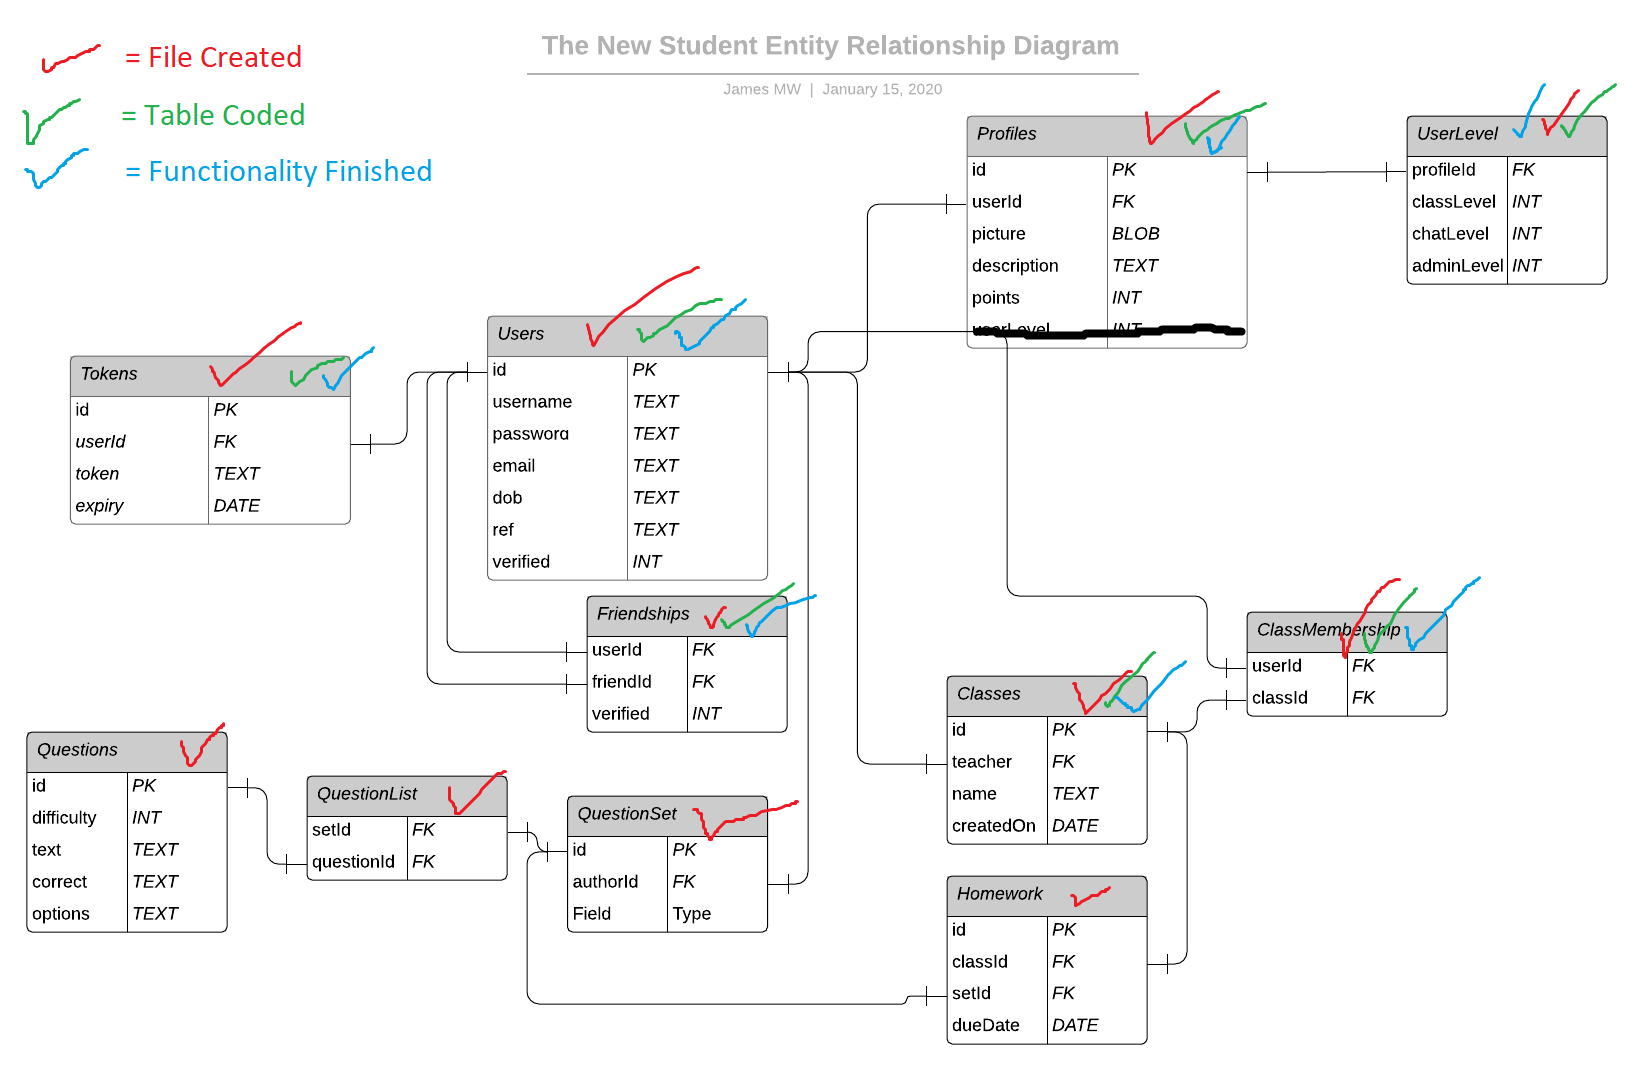 The New Student Entity Relationship Diagram
James MW | January 15, 2020
= File Created
= Table Coded
= Functionality Finished
Profiles
id PK
userId FK
picture BLOB
description TEXT
points INT
userLevel INT
UserLevel
profileId FK
classLevel INT
chatLevel INT
adminLevel INT
Users
id PK
username TEXT
password TEXT
email TEXT
dob TEXT
ref TEXT
verified INT
Tokens
id PK
userId FK
token TEXT
expiry DATE
Friendships
userId FK
friendId FK
verified INT
ClassMembership
userId FK
classId FK
Classes
id PK
teacher FK
name TEXT
createdOn DATE
Questions
id PK
difficulty INT
text TEXT
correct TEXT
options TEXT
QuestionList
setId FK
questionId FK
QuestionSet
id PK
authorId FK
Field Type
Homework
id PK
classId FK
setId FK
dueDate DATE